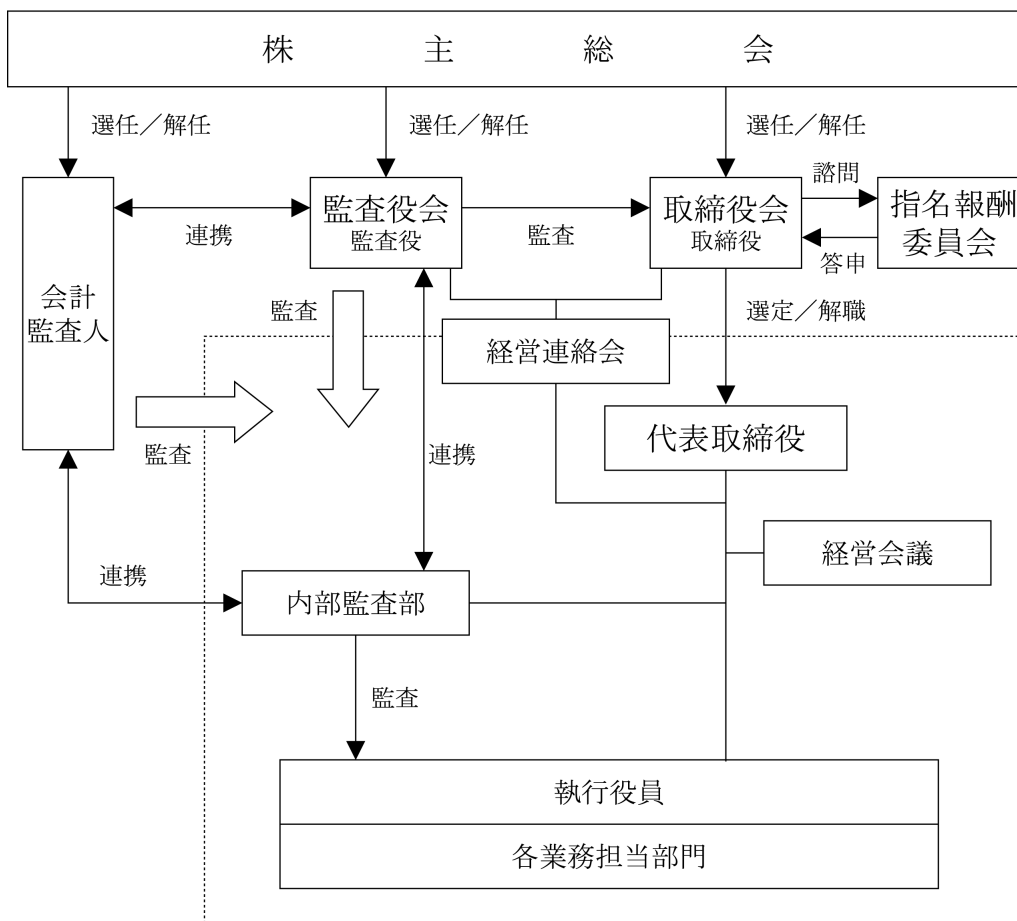 株主総会
選任／解任
選任／解任
選任／解任
諮問
監査役会
監査役
取締役会
取締役
指名報酬
委員会
連携
監査
答申
会計
監査人
監査
選定／解職
経営連絡会
代表取締役
監査
連携
経営会議
連携
内部監査部
監査
執行役員
各業務担当部門